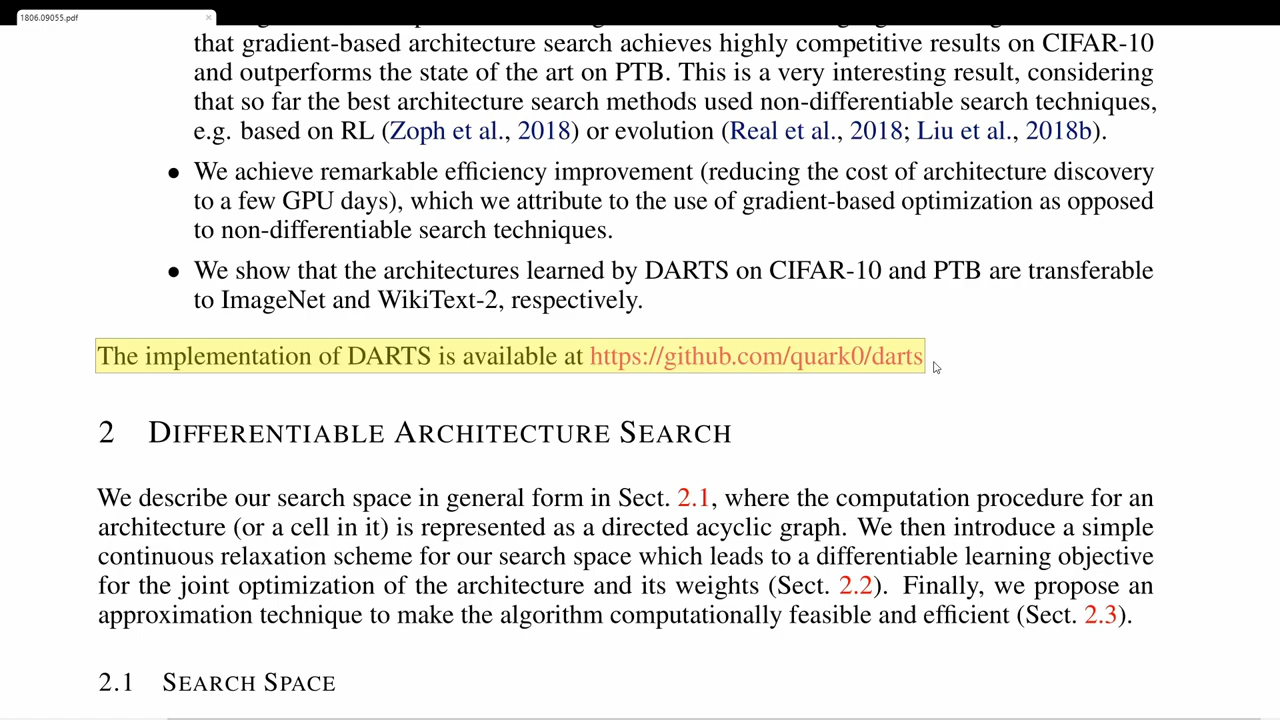 1806.09055.pdf
that gradient-based architecture search achieves highly competitive results on CIFAR-10
and outperforms the state of the art on PTB. This is a very interesting result, considering
that so far the best architecture search methods used non-differentiable search techniques,
e.g. based on RL (Zoph et al., 2018) or evolution (Real et al., 2018; Liu et al., 2018b).
• We achieve remarkable efficiency improvement (reducing the cost of architecture discovery
to a few GPU days), which we attribute to the use of gradient-based optimization as opposed
to non-differentiable search techniques.
• We show that the architectures learned by DARTS on CIFAR-10 and PTB are transferable
to ImageNet and WikiText-2, respectively.
The implementation of DARTS is available at https://github.com/quark0/darts
2 DIFFERENTIABLE ARCHITECTURE SEARCH
We describe our search space in general form in Sect. 2.1, where the computation procedure for an
architecture (or a cell in it) is represented as a directed acyclic graph. We then introduce a simple
continuous relaxation scheme for our search space which leads to a differentiable learning objective
for the joint optimization of the architecture and its weights (Sect. 2.2). Finally, we propose an
approximation technique to make the algorithm computationally feasible and efficient (Sect. 2.3).
2.1 SEARCH SPACE